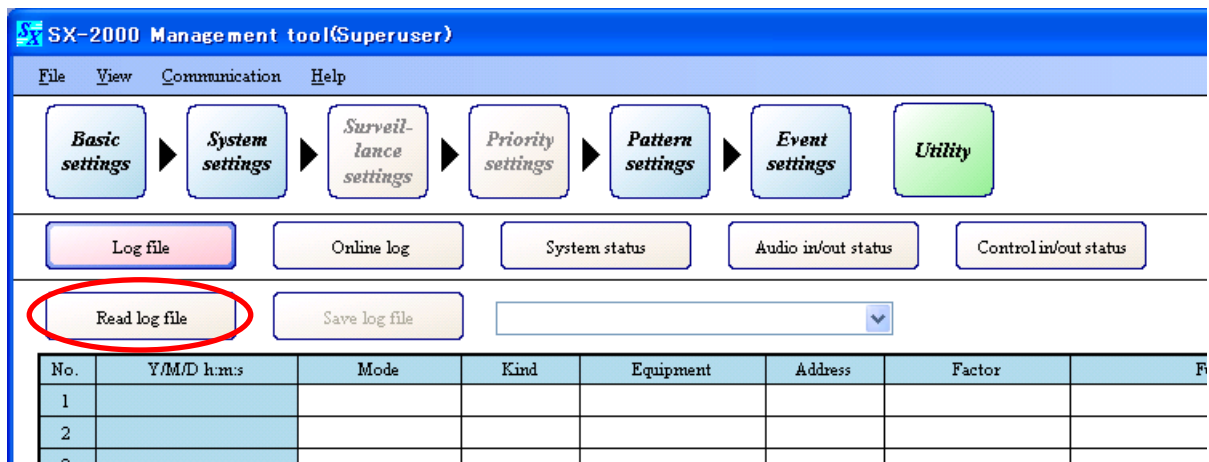 SX SX-2000 Management tool(Superuser)
File View Communication Help
Basic settings System settings Surveil-lance settings Priority settings Pattern settings Event settings Utility
Log file Online log System status Audio in/out status Control in/out status
Read log file Save log file
No. Y/M/D h:m:s Mode Kind Equipment Address Factor
1
2